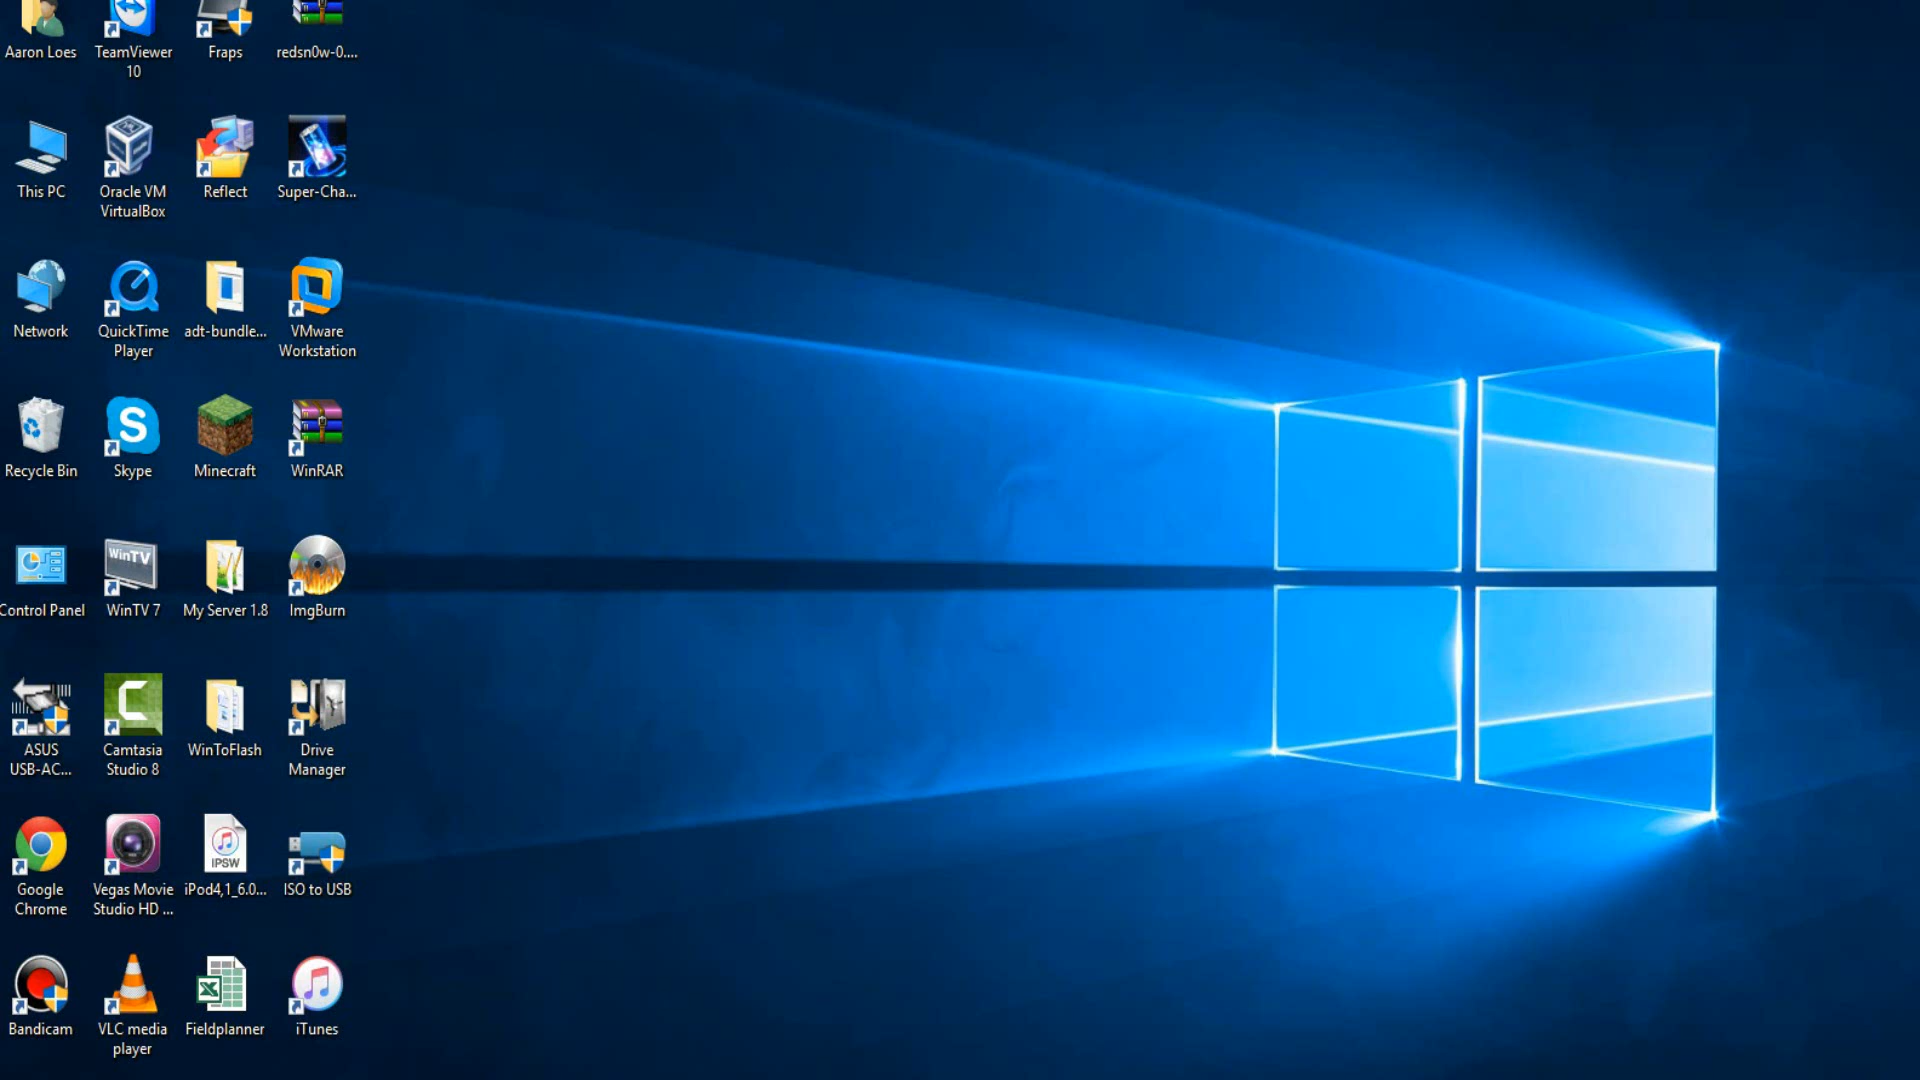 Aaron Loes
TeamViewer
10
Fraps
redsn0w-0....
This PC
Oracle VM
VirtualBox
Reflect
Super-Cha...
Network
QuickTime
Player
adt-bundle...
VMware
Workstation
Recycle Bin
S
Skype
Minecraft
WinRAR
Control Panel
WinTV
WinTV 7
My Server 1.8
ImgBurn
ASUS
USB-AC...
C
Camtasia
Studio 8
WinToFlash
Drive
Manager
Google
Chrome
Vegas Movie
Studio HD ...
IPSW
iPod4,1_6.0...
ISO to USB
Bandicam
VLC media
player
X
Fieldplanner
iTunes